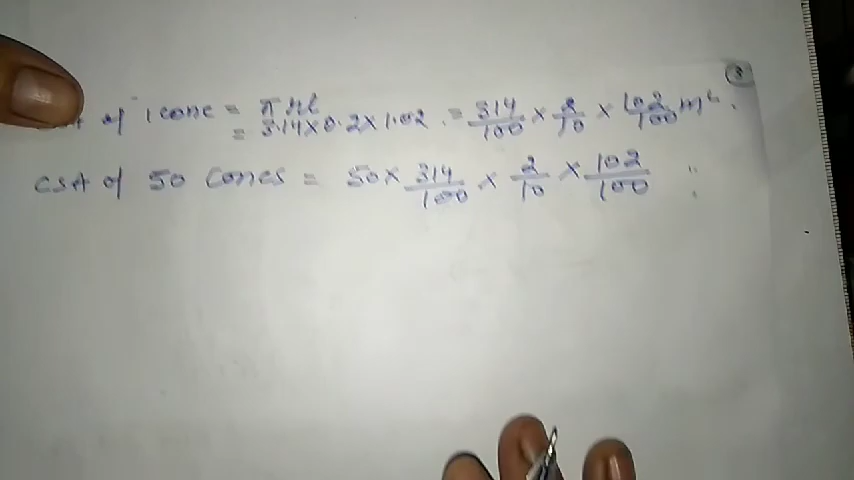 3
of 1 cone = πrl
= 3.14×0.2×1.02 . = 314/100 × 2/10 × 102/100 m² .
CSA of 50 cones = 50× 314/100 × 2/10 × 102/100